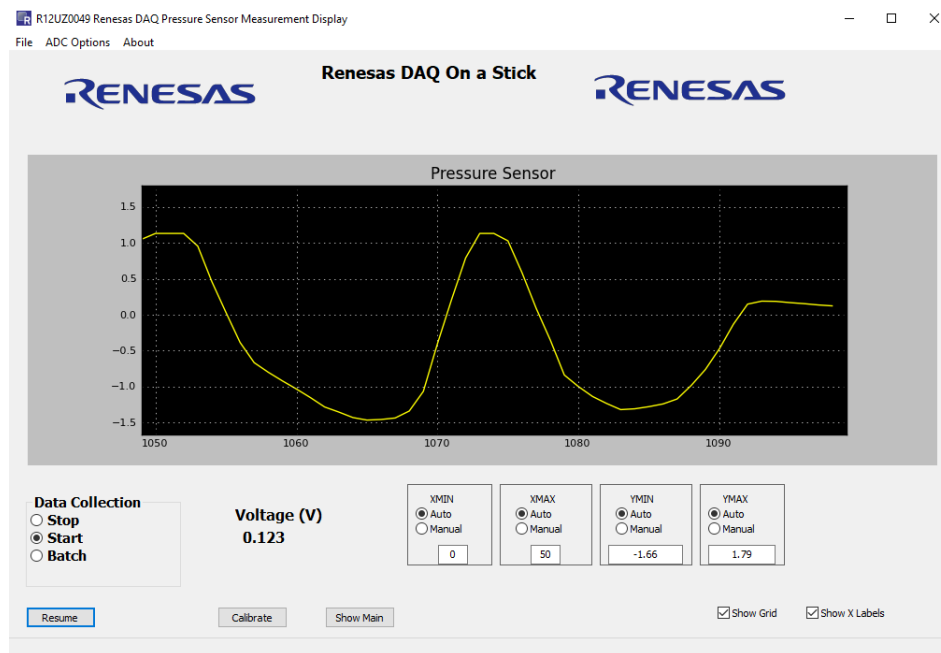 R12UZ0049 Renesas DAQ Pressure Sensor Measurement Display
File ADC Options About
Renesas DAQ On a Stick
RENESAS RENESAS
Pressure Sensor
1.5
1.0
0.5
0.0
−0.5
−1.0
−1.5
1050 1060 1070 1080 1090
Data Collection
Stop
Start
Batch
Voltage (V)
0.123
XMIN
Auto
Manual
0
XMAX
Auto
Manual
50
YMIN
Auto
Manual
-1.66
YMAX
Auto
Manual
1.79
Resume Calibrate Show Main Show Grid Show X Labels